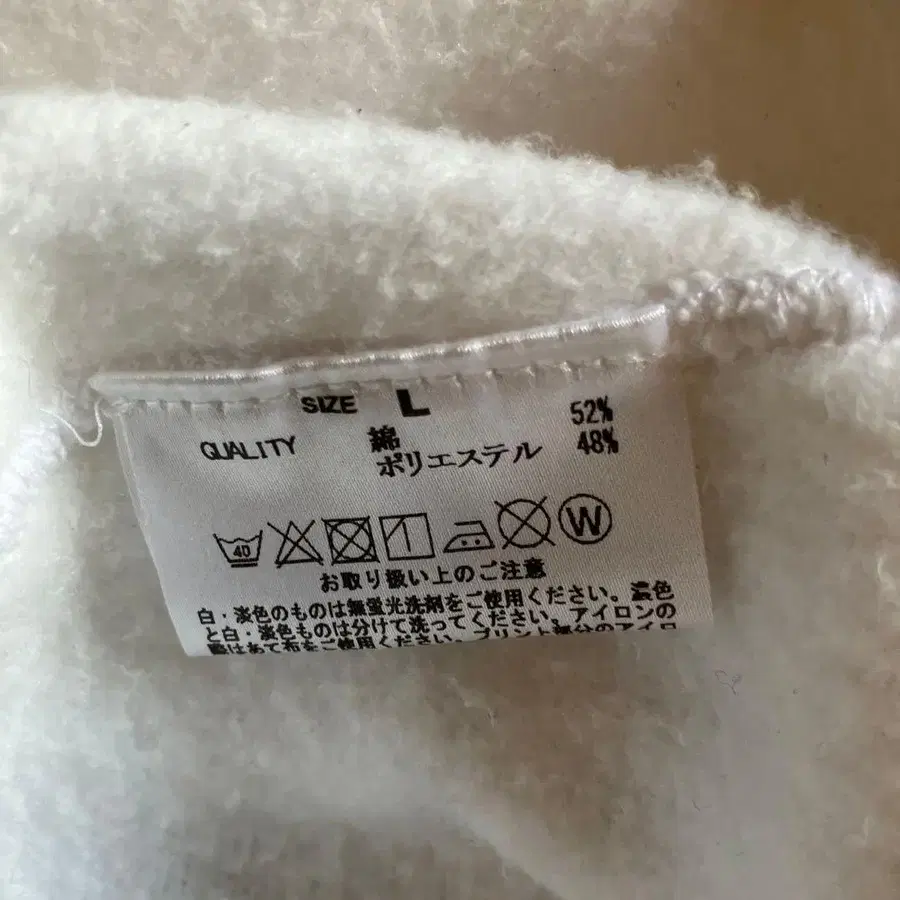 SIZE L
QUALITY 綿 52%
ポリエステル 48%
40 W
お取り扱い上のご注意
白・淡色のものは無蛍光洗剤をご使用ください。濃色
と白・淡色ものは分けて洗ってください。アイロンの
際はあて布をご使用ください。プリント部分のアイロ